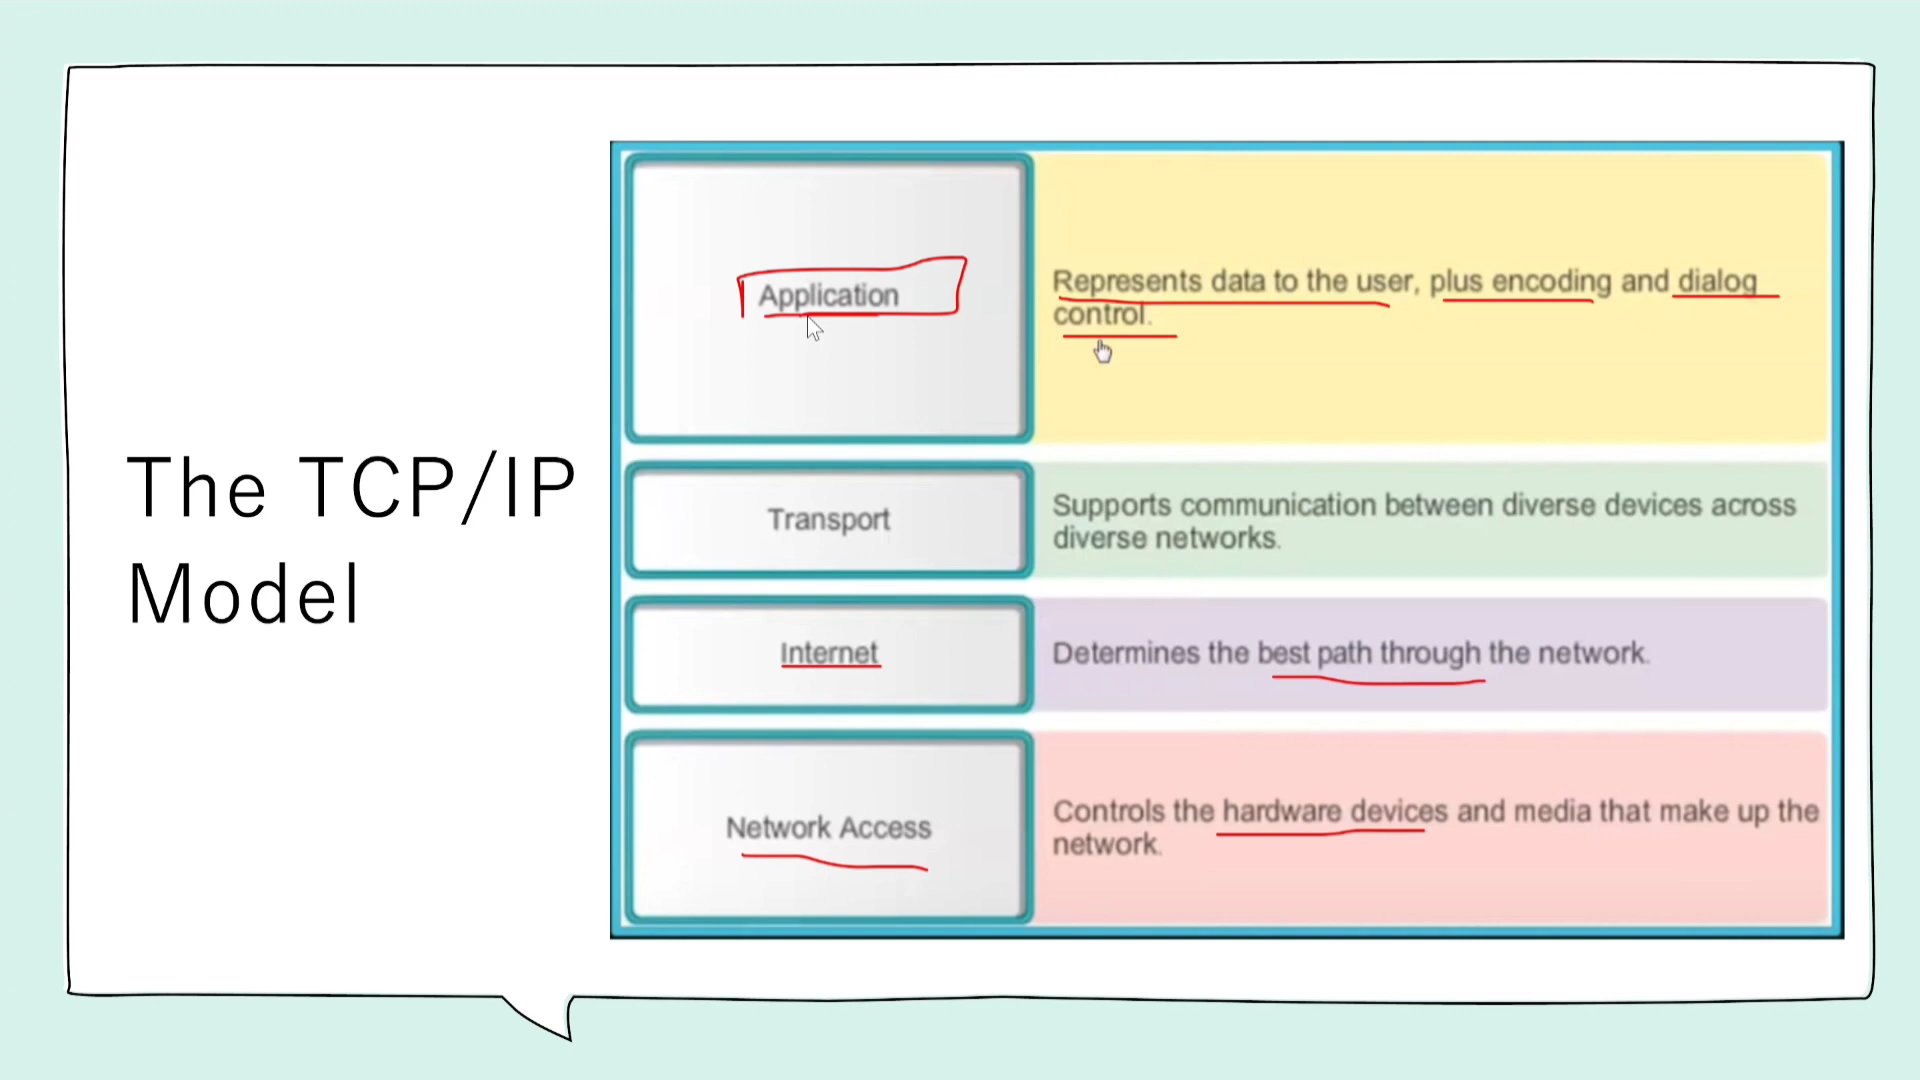 The TCP/IP
Model
Application
Represents data to the user, plus encoding and dialog
control.
Transport
Supports communication between diverse devices across
diverse networks.
Internet
Determines the best path through the network.
Network Access
Controls the hardware devices and media that make up the
network.